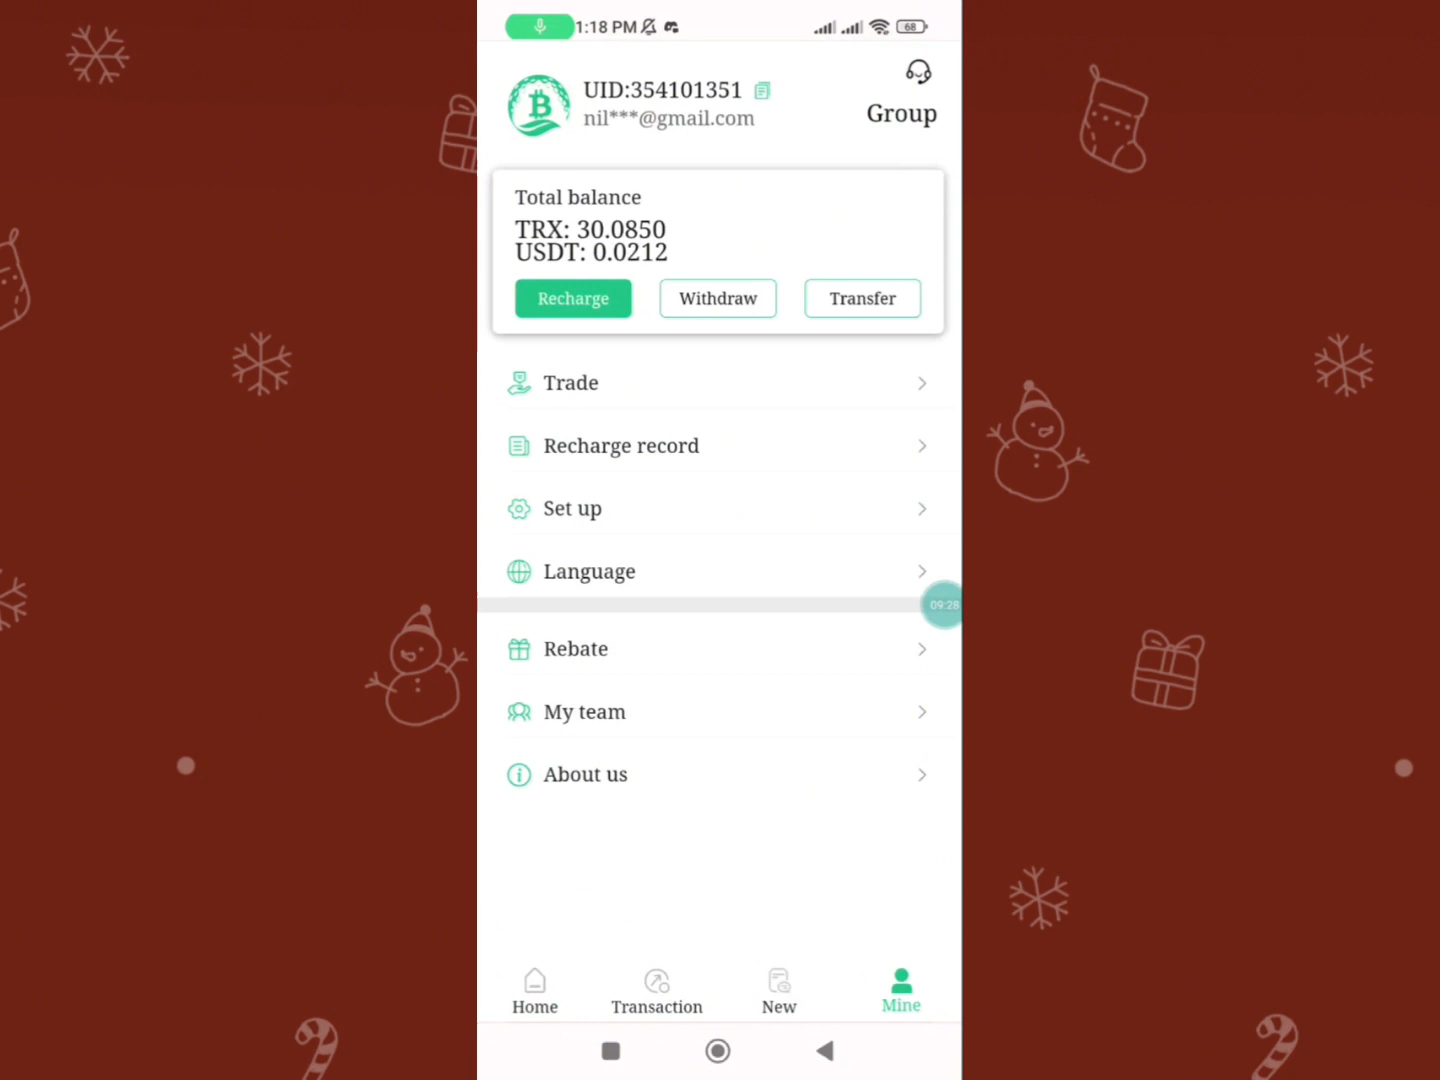 1:18 PM
68
UID:354101351
nil***@gmail.com
Group
Total balance
TRX: 30.0850
USDT: 0.0212
Recharge
Withdraw
Transfer
Trade
Recharge record
Set up
Language
09:28
Rebate
My team
About us
Home
Transaction
New
Mine